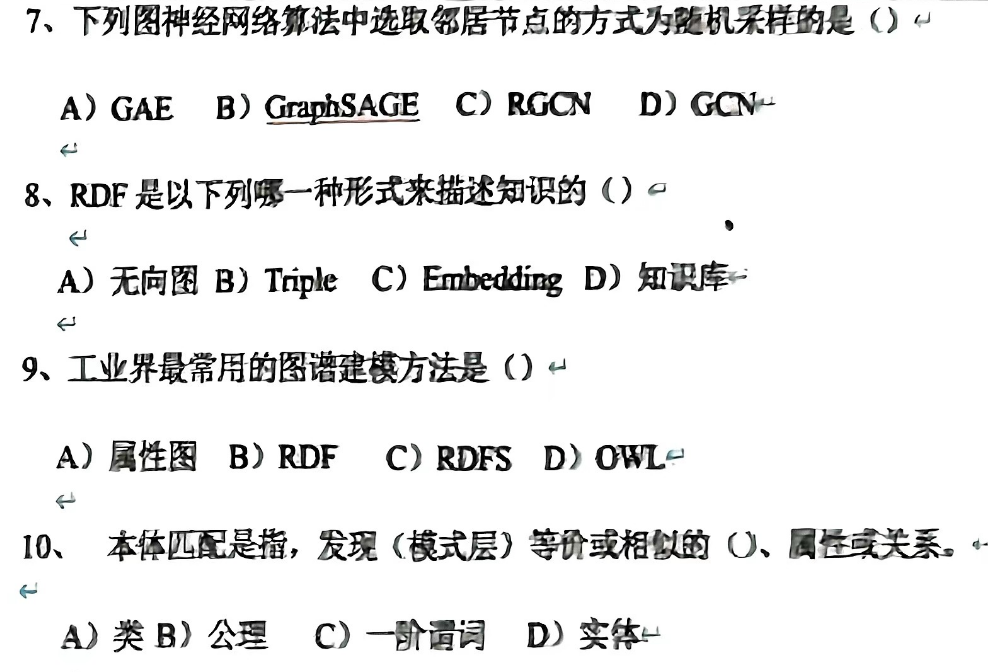 7、下列图神经网络算法中选取邻居节点的方式为随机采样的是（）
A）GAE B）GraphSAGE C）RGCN D）GCN
8、RDF 是以下列哪一种形式来描述知识的（）
A）无向图 B）Triple C）Embedding D）知识库
9、工业界最常用的图谱建模方法是（）
A）属性图 B）RDF C）RDFS D）OWL
10、 本体匹配是指，发现（模式层）等价或相似的（）、属性或关系。
A）类 B）公理 C）一阶谓词 D）实体